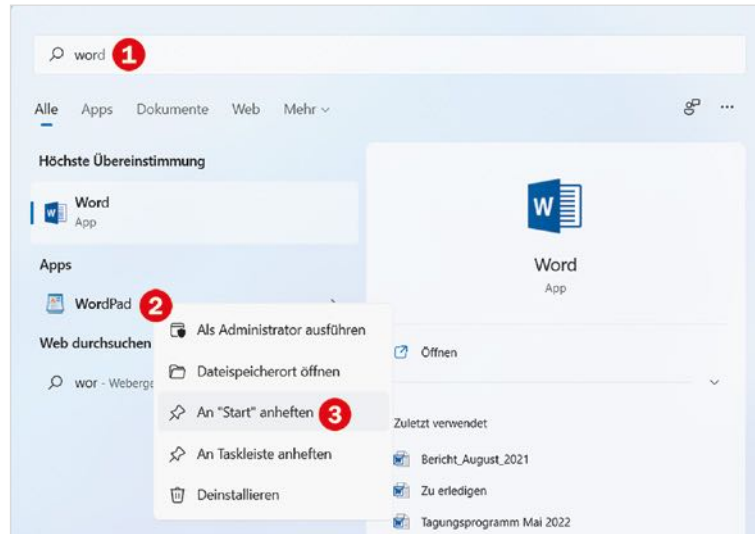 word 1
Alle Apps Dokumente Web Mehr
Höchste Übereinstimmung
Word
App
Apps
WordPad 2
Web durchsuchen
wor - Weberge
Als Administrator ausführen
Dateispeicherort öffnen
An "Start" anheften 3
An Taskleiste anheften
Deinstallieren
W
Word
App
Öffnen
Zuletzt verwendet
Bericht_August_2021
Zu erledigen
Tagungsprogramm Mai 2022